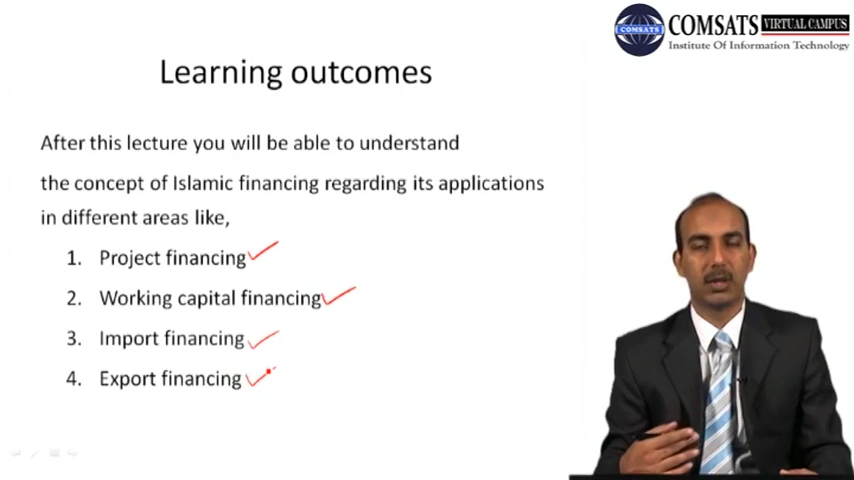 COMSATS VIRTUAL CAMPUS
COMSATS
Institute Of Information Technology
Learning outcomes
After this lecture you will be able to understand
the concept of Islamic financing regarding its applications
in different areas like,
1. Project financing
2. Working capital financing
3. Import financing
4. Export financing